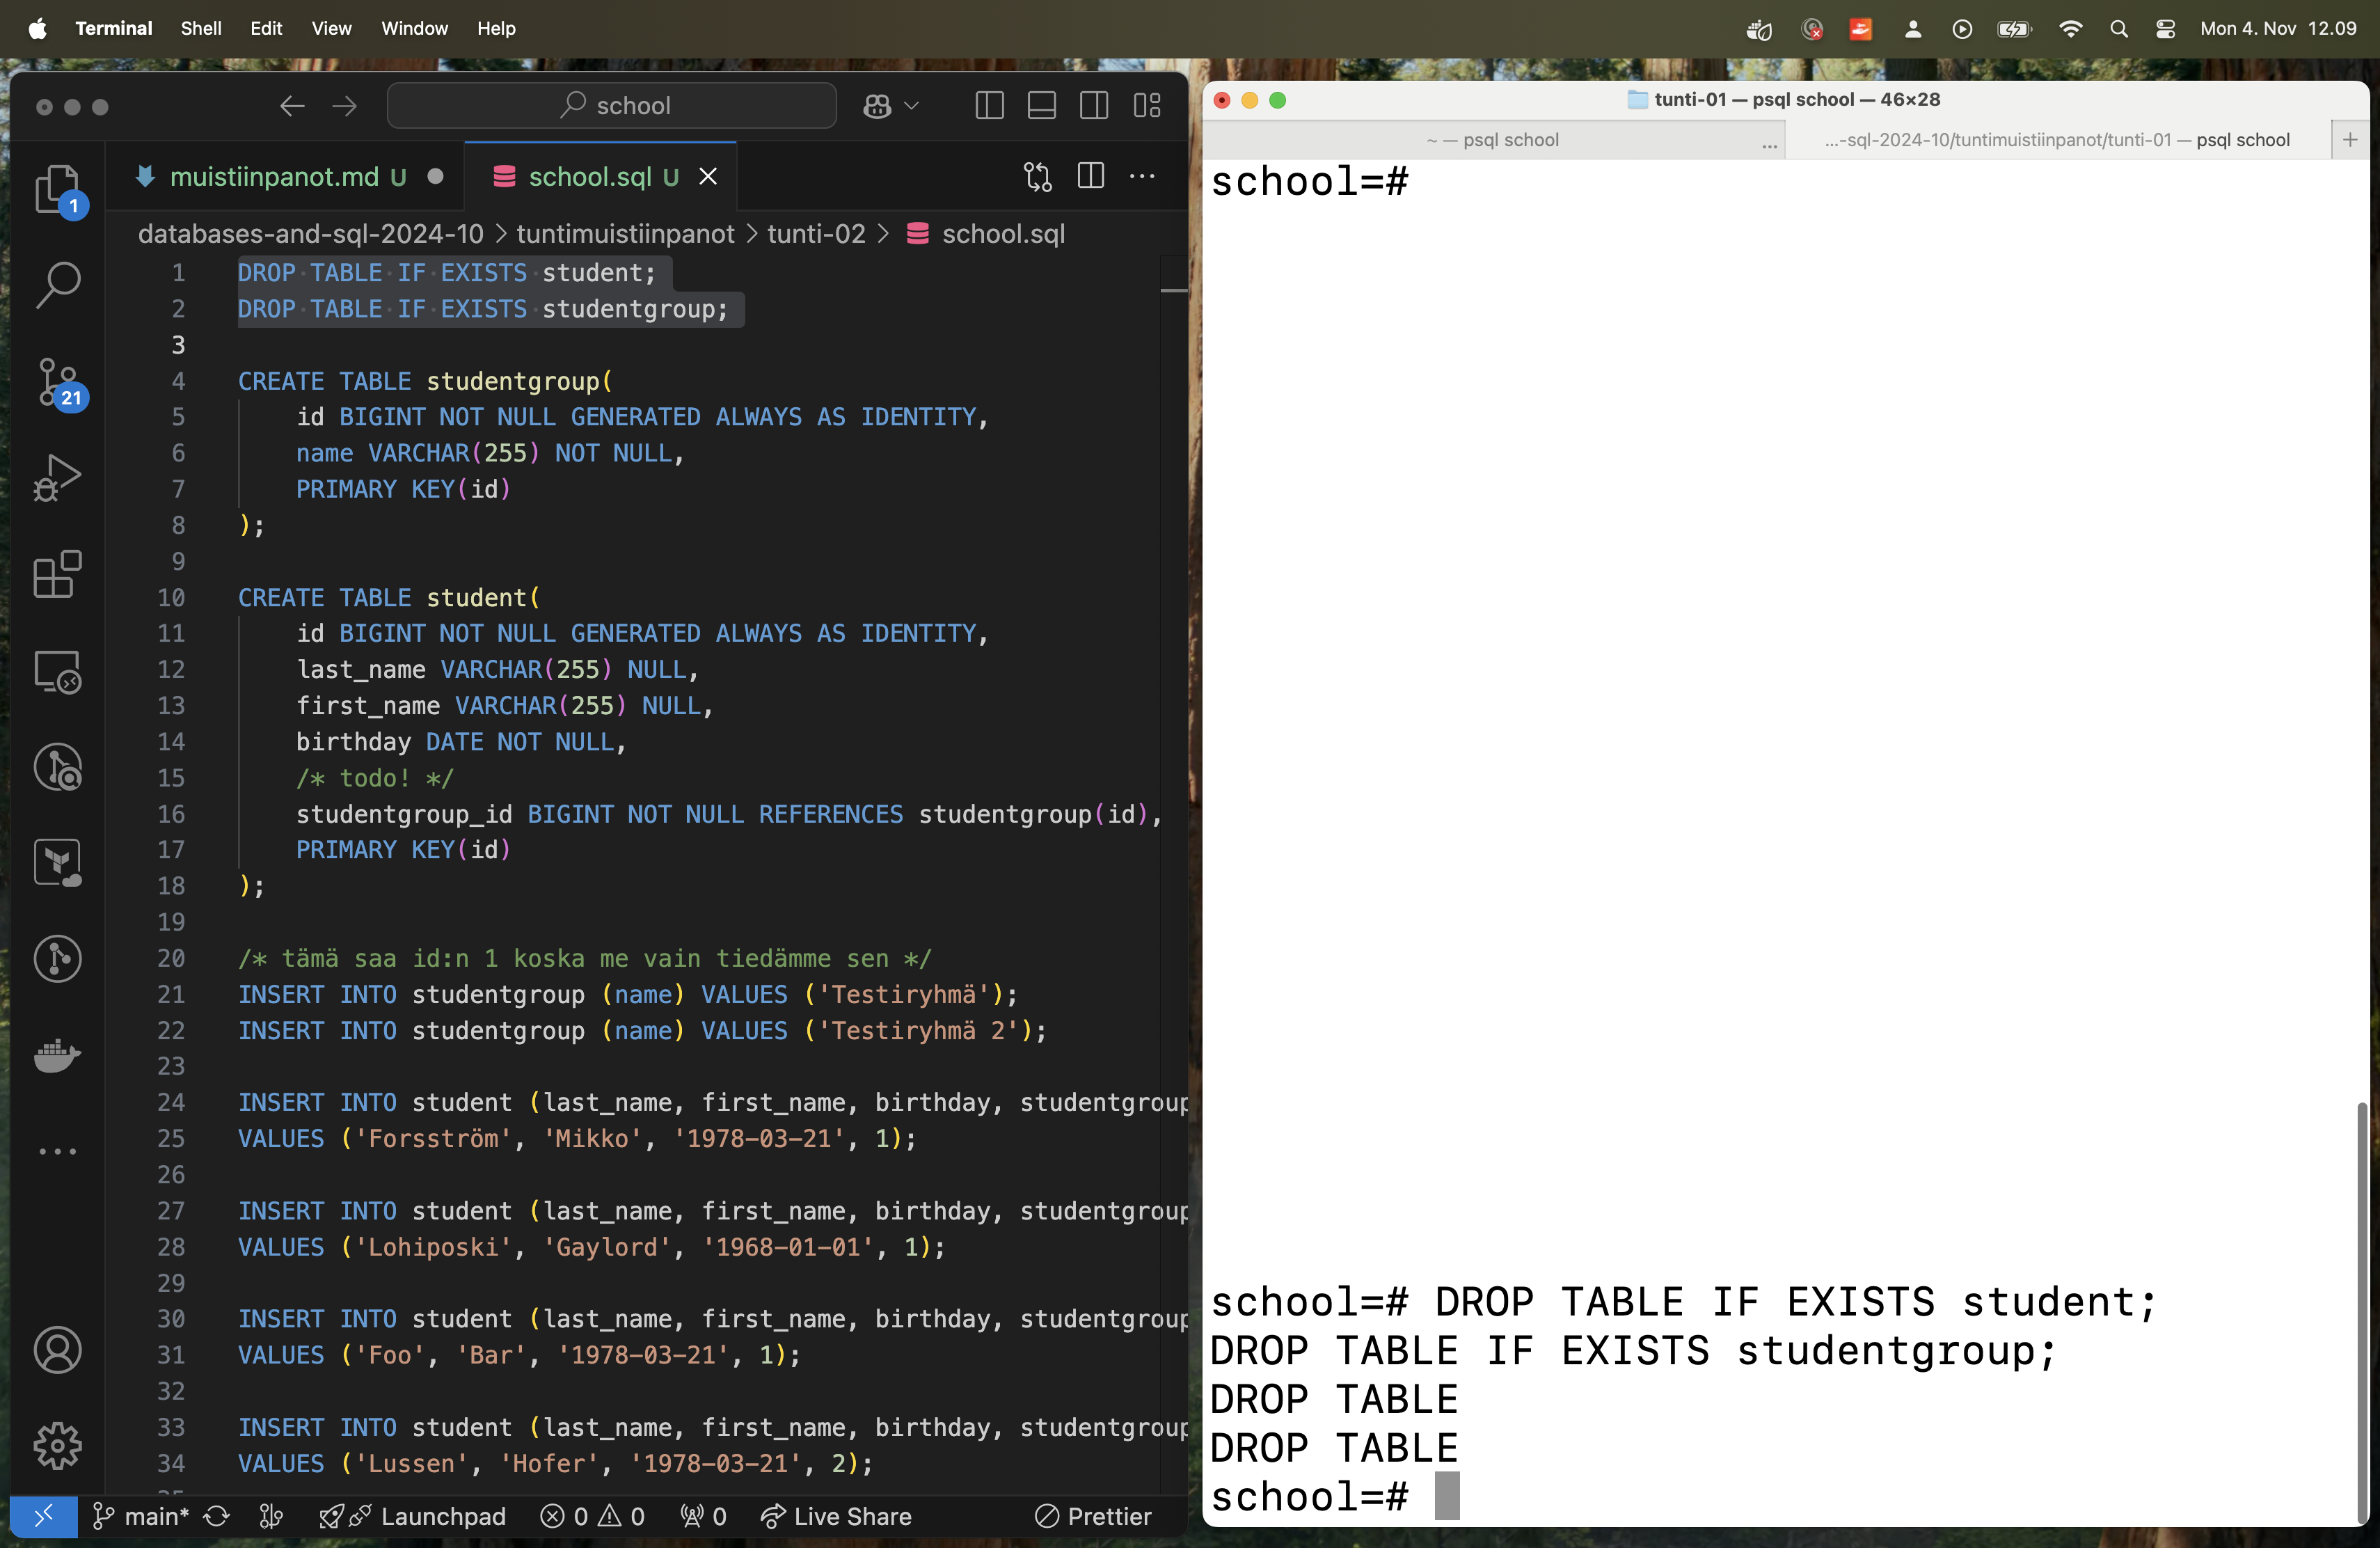 Terminal Shell Edit View Window Help Mon 4. Nov 12.09
school
muistiinpanot.md U school.sql U
databases-and-sql-2024-10 > tuntimuistiinpanot > tunti-02 > school.sql
1
21
1 DROP TABLE IF EXISTS student;
2 DROP TABLE IF EXISTS studentgroup;
3
4 CREATE TABLE studentgroup(
5 id BIGINT NOT NULL GENERATED ALWAYS AS IDENTITY,
6 name VARCHAR(255) NOT NULL,
7 PRIMARY KEY(id)
8 );
9
10 CREATE TABLE student(
11 id BIGINT NOT NULL GENERATED ALWAYS AS IDENTITY,
12 last_name VARCHAR(255) NULL,
13 first_name VARCHAR(255) NULL,
14 birthday DATE NOT NULL,
15 /* todo! */
16 studentgroup_id BIGINT NOT NULL REFERENCES studentgroup(id),
17 PRIMARY KEY(id)
18 );
19
20 /* tämä saa id:n 1 koska me vain tiedämme sen */
21 INSERT INTO studentgroup (name) VALUES ('Testiryhmä');
22 INSERT INTO studentgroup (name) VALUES ('Testiryhmä 2');
23
24 INSERT INTO student (last_name, first_name, birthday, studentgroup
25 VALUES ('Forsström', 'Mikko', '1978-03-21', 1);
26
27 INSERT INTO student (last_name, first_name, birthday, studentgroup
28 VALUES ('Lohiposki', 'Gaylord', '1968-01-01', 1);
29
30 INSERT INTO student (last_name, first_name, birthday, studentgroup
31 VALUES ('Foo', 'Bar', '1978-03-21', 1);
32
33 INSERT INTO student (last_name, first_name, birthday, studentgroup
34 VALUES ('Lussen', 'Hofer', '1978-03-21', 2);
main* Launchpad 0 0 0 Live Share Prettier
tunti-01 — psql school — 46×28
~ — psql school ... ...-sql-2024-10/tuntimuistiinpanot/tunti-01 — psql school +
school=#
school=# DROP TABLE IF EXISTS student;
DROP TABLE IF EXISTS studentgroup;
DROP TABLE
DROP TABLE
school=#